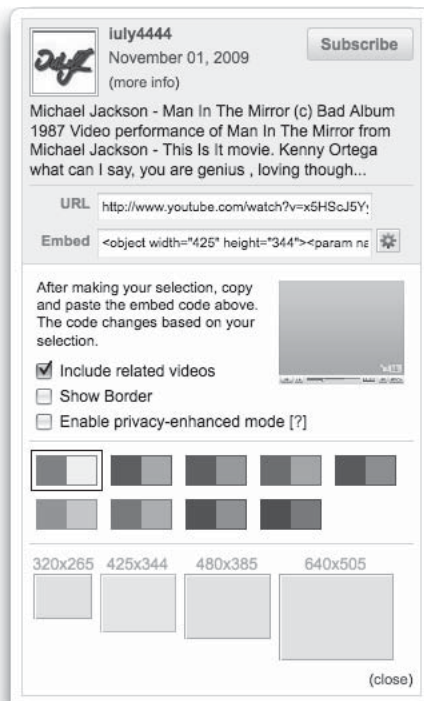 iuly4444
November 01, 2009
(more info)
Subscribe
Michael Jackson - Man In The Mirror (c) Bad Album
1987 Video performance of Man In The Mirror from
Michael Jackson - This Is It movie. Kenny Ortega
what can I say, you are genius , loving though...
URL http://www.youtube.com/watch?v=x5HScJ5Y
Embed <object width="425" height="344"><param na
After making your selection, copy
and paste the embed code above.
The code changes based on your
selection.
Include related videos
Show Border
Enable privacy-enhanced mode [?]
320x265 425x344 480x385 640x505
(close)